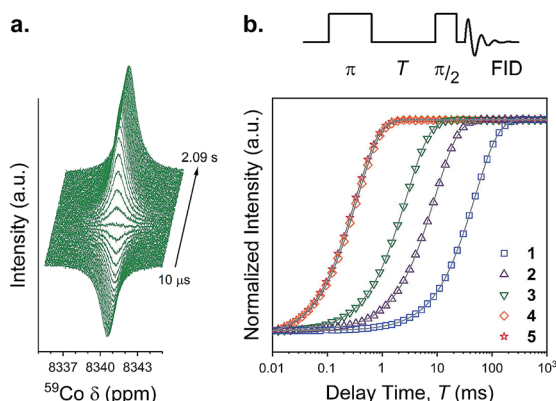 a.
Intensity (a.u.)
2.09 s
10 µs
8337 8340 8343
⁵⁹Co δ (ppm)
b.
π T π/2 FID
Normalized Intensity (a.u.)
1
2
3
4
5
0.01 0.1 1 10 100 10³
Delay Time, T (ms)